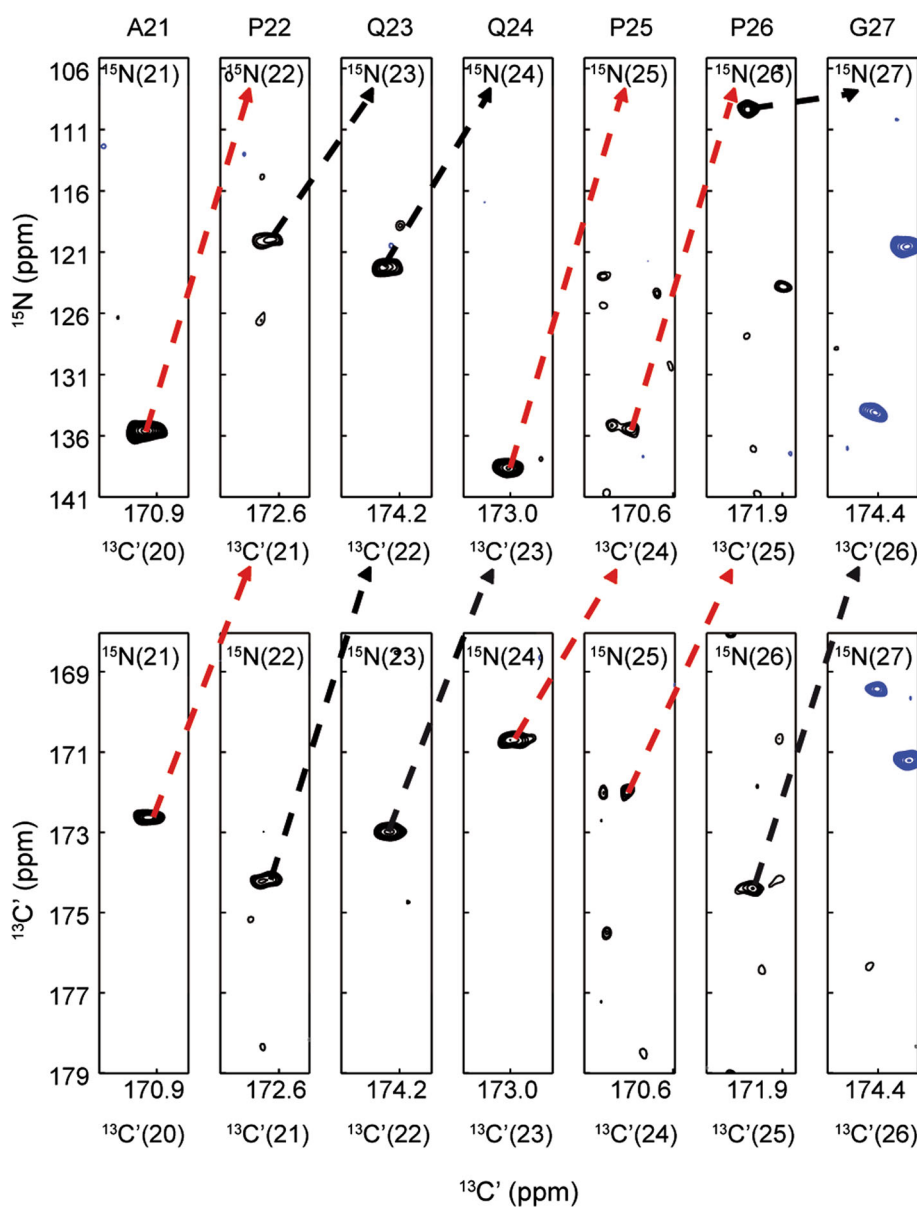 A21 P22 Q23 Q24 P25 P26 G27
¹⁵N(21) ¹⁵N(22) ¹⁵N(23) ¹⁵N(24) ¹⁵N(25) ¹⁵N(26) ¹⁵N(27)
106
111
116
121
126
131
136
141
¹⁵N (ppm)
170.9 172.6 174.2 173.0 170.6 171.9 174.4
¹³C'(20) ¹³C'(21) ¹³C'(22) ¹³C'(23) ¹³C'(24) ¹³C'(25) ¹³C'(26)
¹⁵N(21) ¹⁵N(22) ¹⁵N(23) ¹⁵N(24) ¹⁵N(25) ¹⁵N(26) ¹⁵N(27)
169
171
173
175
177
179
¹³C' (ppm)
170.9 172.6 174.2 173.0 170.6 171.9 174.4
¹³C'(20) ¹³C'(21) ¹³C'(22) ¹³C'(23) ¹³C'(24) ¹³C'(25) ¹³C'(26)
¹³C' (ppm)